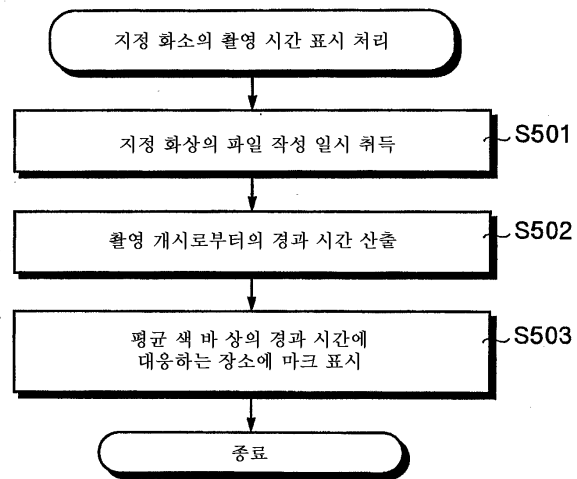 지정 화소의 촬영 시간 표시 처리
지정 화상의 파일 작성 일시 취득
S501
촬영 개시로부터의 경과 시간 산출
S502
평균 색 바 상의 경과 시간에
대응하는 장소에 마크 표시
S503
종료